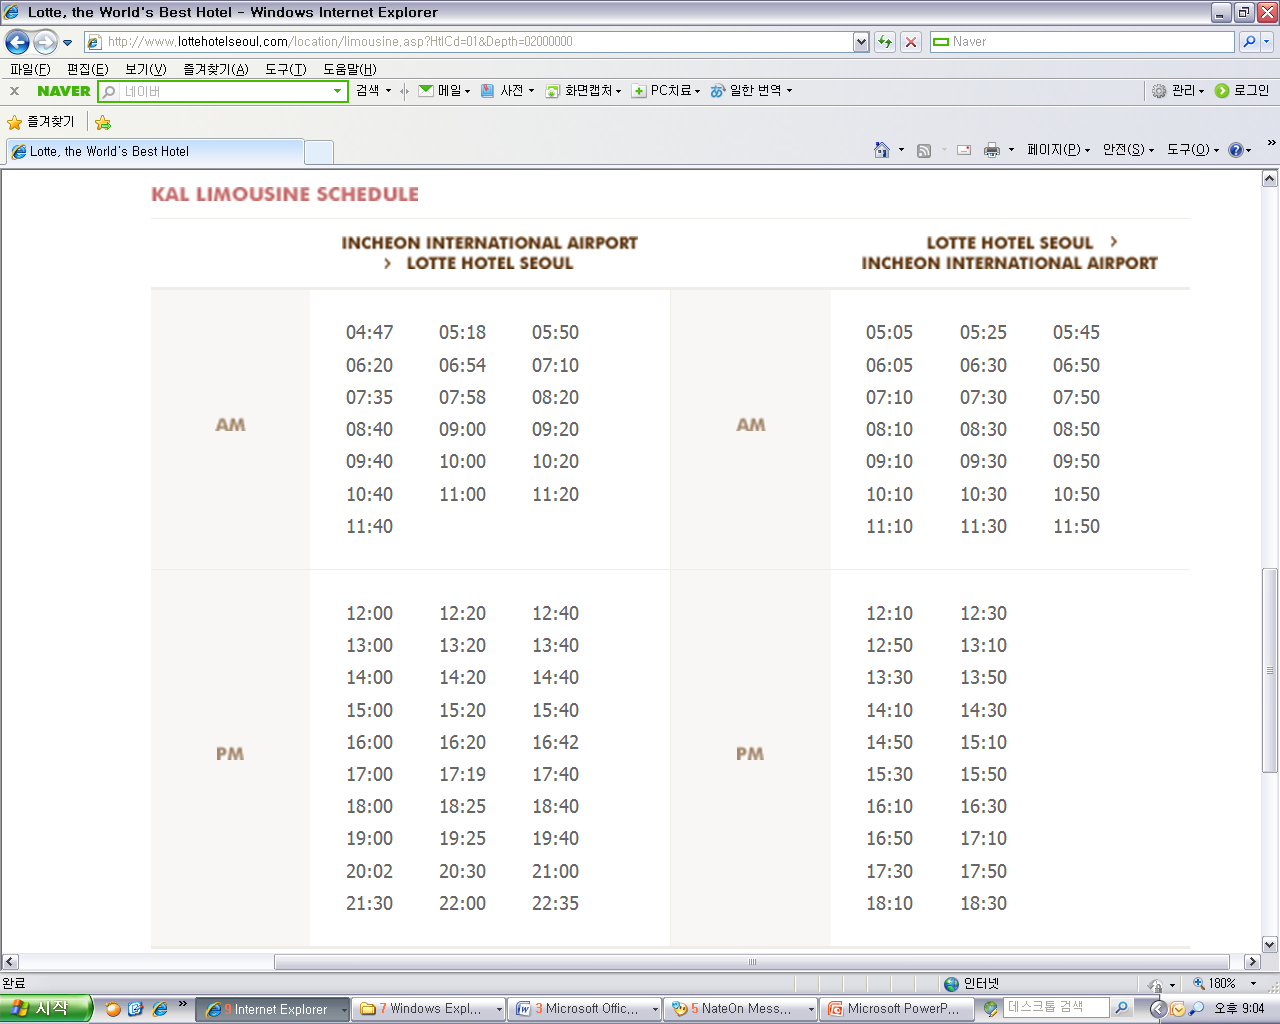 Lotte, the World's Best Hotel - Windows Internet Explorer
http://www.lottehotelseoul.com/location/limousine.asp?HtlCd=01&Depth=02000000
Naver
파일(F) 편집(E) 보기(V) 즐겨찾기(A) 도구(T) 도움말(H)
x NAVER 네이버 검색 메일 사전 화면캡처 PC치료 일한 번역 관리 로그인
즐겨찾기
Lotte, the World's Best Hotel
페이지(P) 안전(S) 도구(O)
KAL LIMOUSINE SCHEDULE
INCHEON INTERNATIONAL AIRPORT
> LOTTE HOTEL SEOUL
LOTTE HOTEL SEOUL >
INCHEON INTERNATIONAL AIRPORT
AM
04:47 05:18 05:50
06:20 06:54 07:10
07:35 07:58 08:20
08:40 09:00 09:20
09:40 10:00 10:20
10:40 11:00 11:20
11:40
AM
05:05 05:25 05:45
06:05 06:30 06:50
07:10 07:30 07:50
08:10 08:30 08:50
09:10 09:30 09:50
10:10 10:30 10:50
11:10 11:30 11:50
PM
12:00 12:20 12:40
13:00 13:20 13:40
14:00 14:20 14:40
15:00 15:20 15:40
16:00 16:20 16:42
17:00 17:19 17:40
18:00 18:25 18:40
19:00 19:25 19:40
20:02 20:30 21:00
21:30 22:00 22:35
PM
12:10 12:30
12:50 13:10
13:30 13:50
14:10 14:30
14:50 15:10
15:30 15:50
16:10 16:30
16:50 17:10
17:30 17:50
18:10 18:30
완료 인터넷 180%
시작 9 Internet Explorer 7 Windows Expl... 3 Microsoft Offic... 5 NateOn Mess... Microsoft PowerP... 데스크톱 검색 오후 9:04